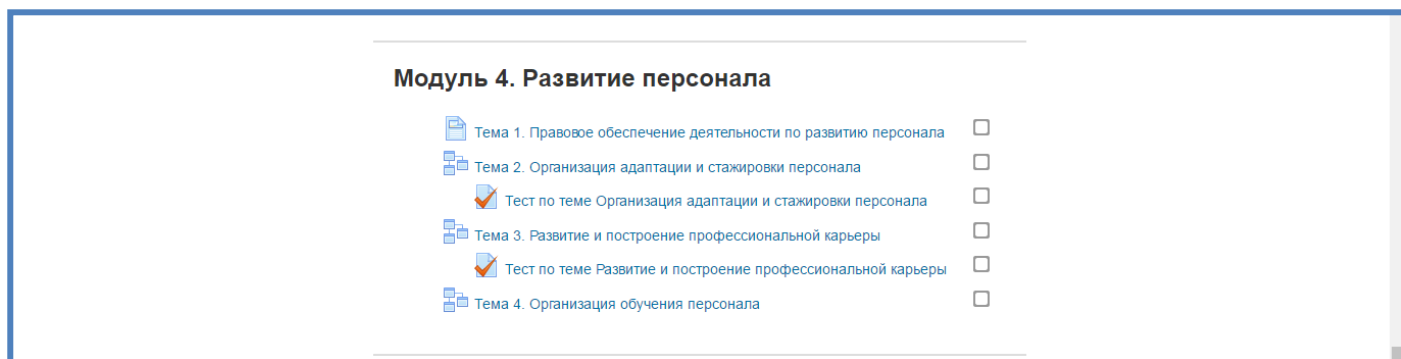 Модуль 4. Развитие персонала
Тема 1. Правовое обеспечение деятельности по развитию персонала
Тема 2. Организация адаптации и стажировки персонала
Тест по теме Организация адаптации и стажировки персонала
Тема 3. Развитие и построение профессиональной карьеры
Тест по теме Развитие и построение профессиональной карьеры
Тема 4. Организация обучения персонала